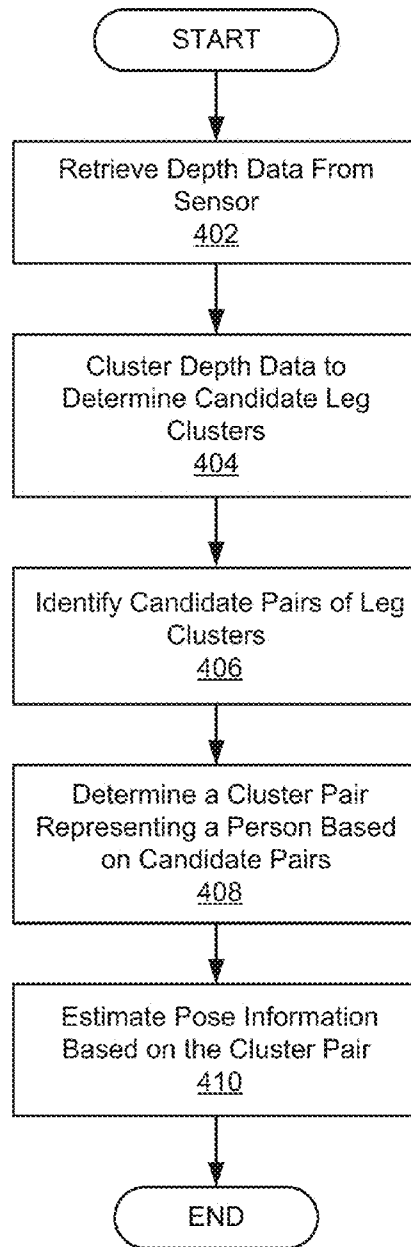 START
Retrieve Depth Data From
Sensor
402
Cluster Depth Data to
Determine Candidate Leg
Clusters
404
Identify Candidate Pairs of Leg
Clusters
406
Determine a Cluster Pair
Representing a Person Based
on Candidate Pairs
408
Estimate Pose Information
Based on the Cluster Pair
410
END